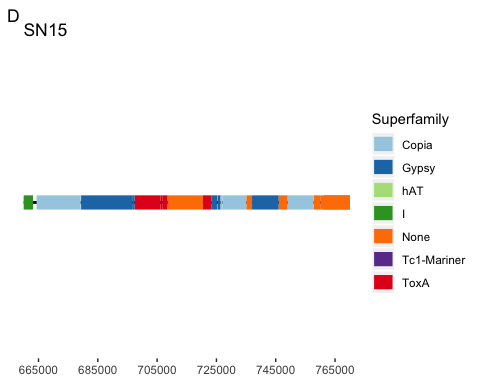 D
SN15
Superfamily
Copia
Gypsy
hAT
I
None
Tc1-Mariner
ToxA
665000 685000 705000 725000 745000 765000